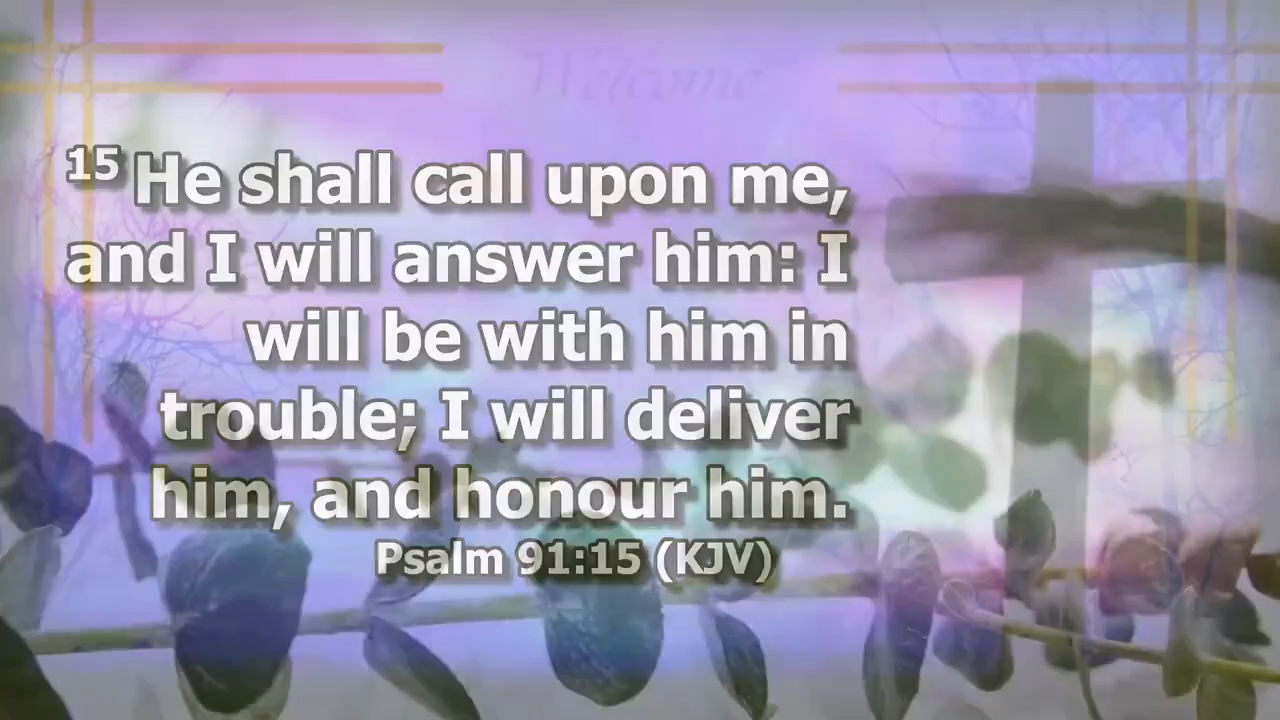 Welcome
15 He shall call upon me,
and I will answer him: I
will be with him in
trouble; I will deliver
him, and honour him.
Psalm 91:15 (KJV)